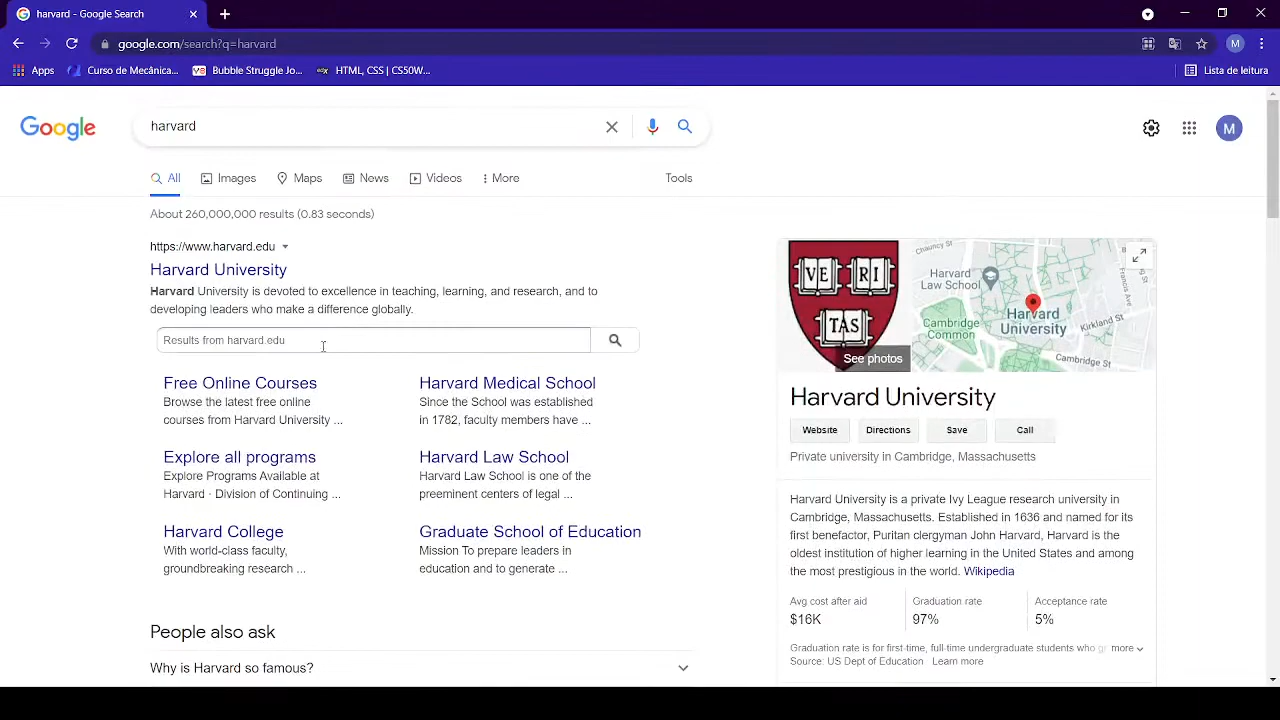 harvard - Google Search
google.com/search?q=harvard
M
Apps
Curso de Mecânica...
Bubble Struggle Jo...
HTML, CSS | CS50W...
Lista de leitura
Google
harvard
M
All
Images
Maps
News
Videos
More
Tools
About 260,000,000 results (0.83 seconds)
https://www.harvard.edu
Harvard University
Harvard University is devoted to excellence in teaching, learning, and research, and to
developing leaders who make a difference globally.
Results from harvard.edu
Free Online Courses
Browse the latest free online
courses from Harvard University ...
Harvard Medical School
Since the School was established
in 1782, faculty members have ...
Explore all programs
Explore Programs Available at
Harvard · Division of Continuing ...
Harvard Law School
Harvard Law School is one of the
preeminent centers of legal ...
Harvard College
With world-class faculty,
groundbreaking research ...
Graduate School of Education
Mission To prepare leaders in
education and to generate ...
People also ask
Why is Harvard so famous?
VE RI
TAS
See photos
Chauncy St
Harvard
Law School
Cambridge
Common
Harvard
University
Kirkland St
Francis Ave
Cambridge St
Harvard University
Website
Directions
Save
Call
Private university in Cambridge, Massachusetts
Harvard University is a private Ivy League research university in
Cambridge, Massachusetts. Established in 1636 and named for its
first benefactor, Puritan clergyman John Harvard, Harvard is the
oldest institution of higher learning in the United States and among
the most prestigious in the world. Wikipedia
Avg cost after aid
$16K
Graduation rate
97%
Acceptance rate
5%
Graduation rate is for first-time, full-time undergraduate students who more
Source: US Dept of Education Learn more